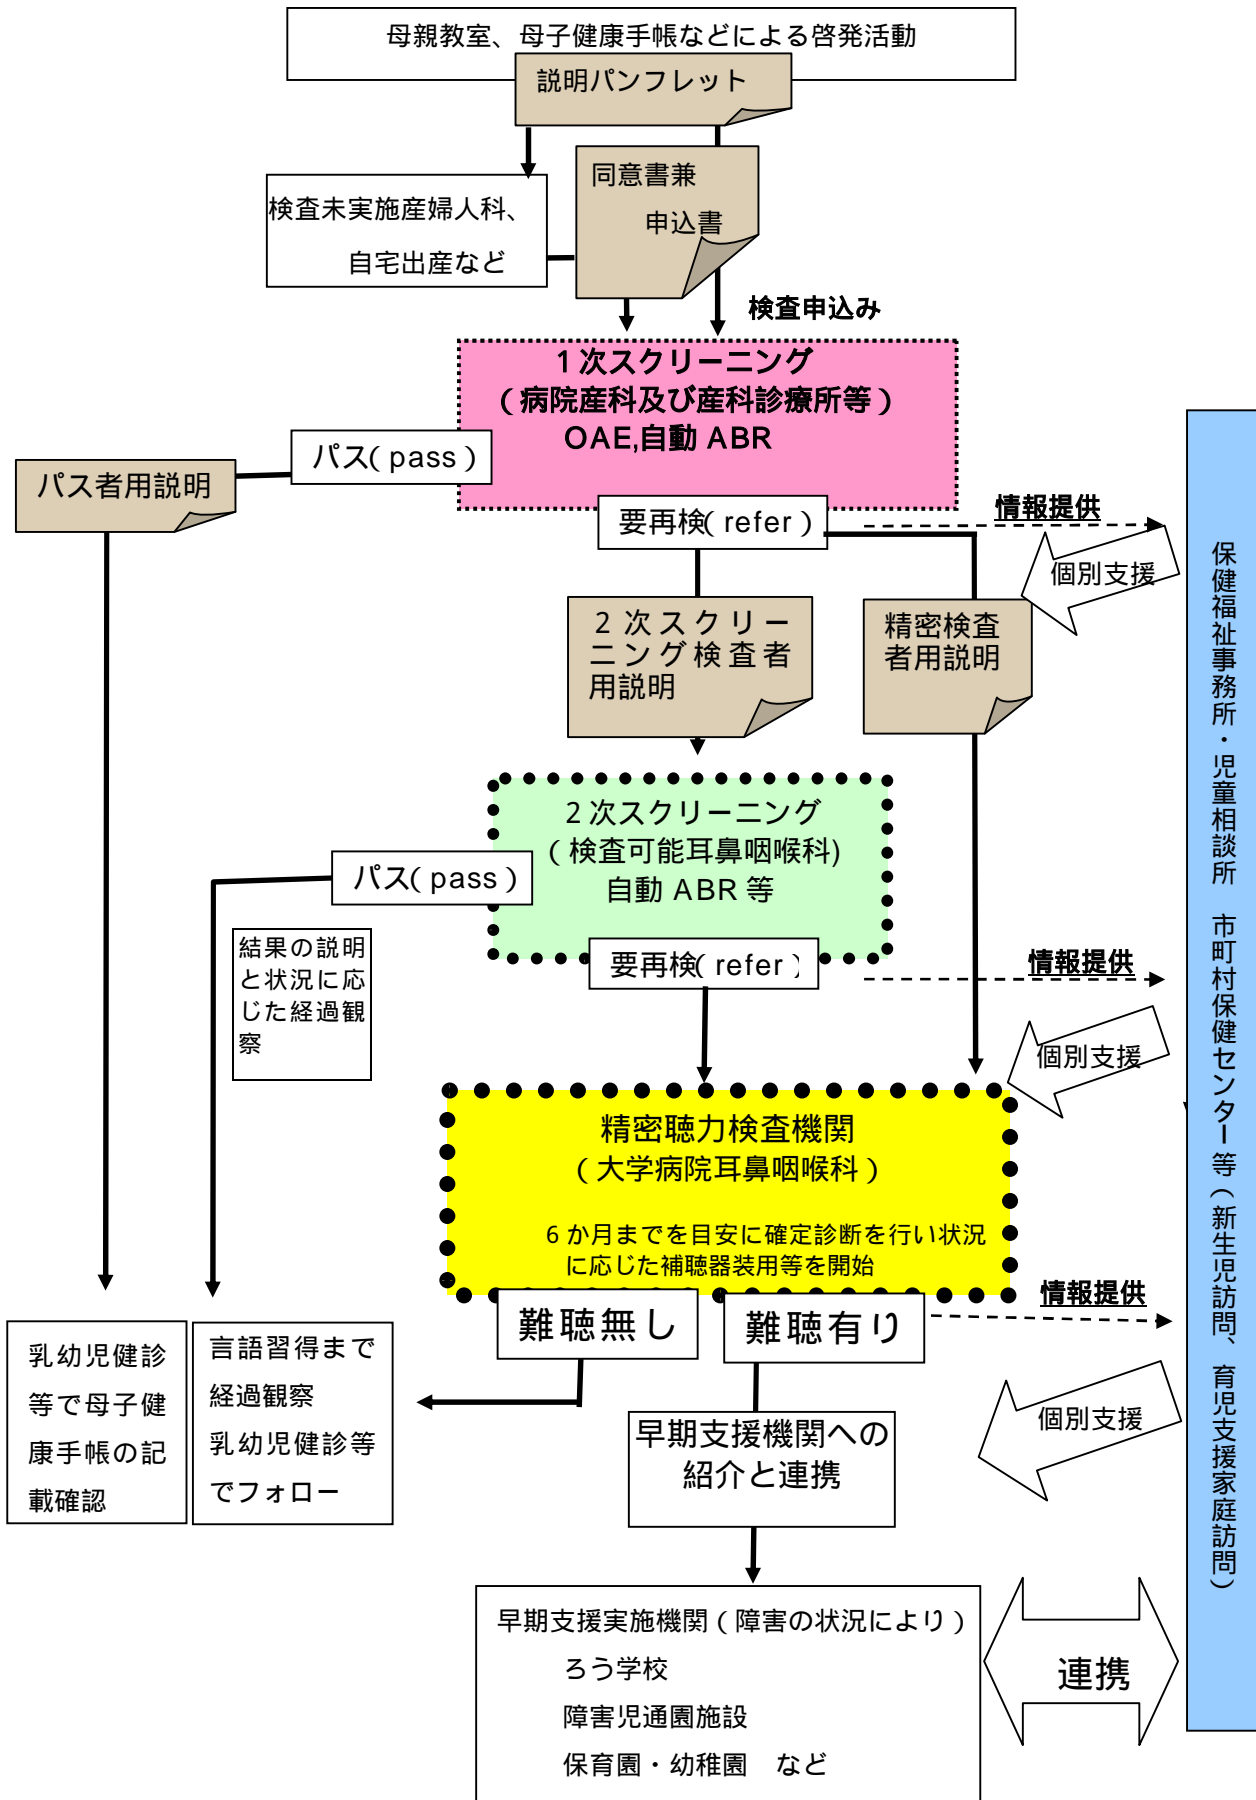 母親教室、母子健康手帳などによる啓発活動
説明パンフレット
同意書兼
申込書
検査未実施産婦人科、
自宅出産など
検査申込み
1次スクリーニング
(病院産科及び産科診療所等)
OAE,自動 ABR
パス(pass)
パス者用説明
要再検(refer)
情報提供
個別支援
2次スクリー
ニング検査者
用説明
精密検査
者用説明
2次スクリーニング
(検査可能耳鼻咽喉科)
自動 ABR 等
パス(pass)
結果の説明
と状況に応
じた経過観
察
要再検(refer)
情報提供
個別支援
精密聴力検査機関
(大学病院耳鼻咽喉科)
6か月までを目安に確定診断を行い状況
に応じた補聴器装用等を開始
難聴無し
難聴有り
情報提供
乳幼児健診
等で母子健
康手帳の記
載確認
言語習得まで
経過観察
乳幼児健診等
でフォロー
早期支援機関への
紹介と連携
個別支援
早期支援実施機関(障害の状況により)
ろう学校
障害児通園施設
保育園・幼稚園 など
連携
保健福祉事務所・児童相談所 市町村保健センター等(新生児訪問、育児支援家庭訪問)